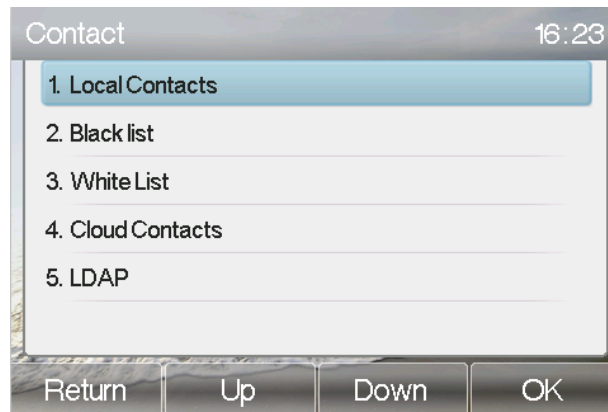 Contact 16:23
1. Local Contacts
2. Black list
3. White List
4. Cloud Contacts
5. LDAP
Return Up Down OK